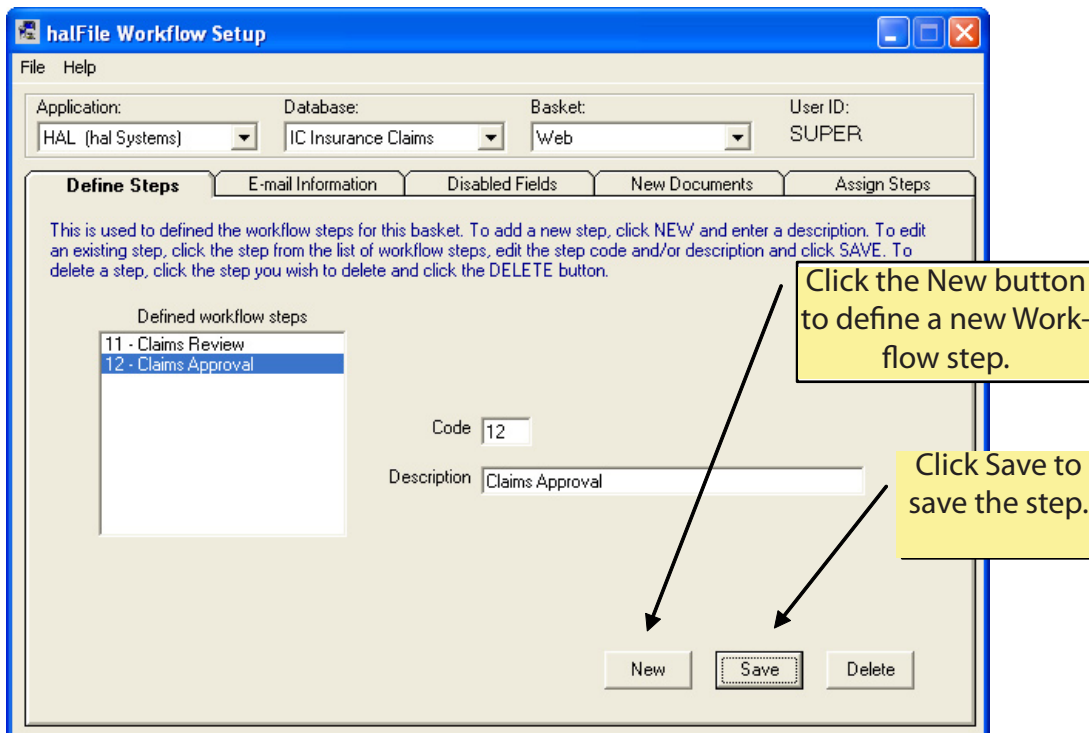 halFile Workflow Setup
File Help
Application: Database: Basket: User ID:
HAL (hal Systems) IC Insurance Claims Web SUPER
Define Steps E-mail Information Disabled Fields New Documents Assign Steps
This is used to defined the workflow steps for this basket. To add a new step, click NEW and enter a description. To edit
an existing step, click the step from the list of workflow steps, edit the step code and/or description and click SAVE. To
delete a step, click the step you wish to delete and click the DELETE button.
Click the New button
to define a new Work-
flow step.
Defined workflow steps
11 - Claims Review
12 - Claims Approval
Code 12
Description Claims Approval
Click Save to
save the step.
New Save Delete